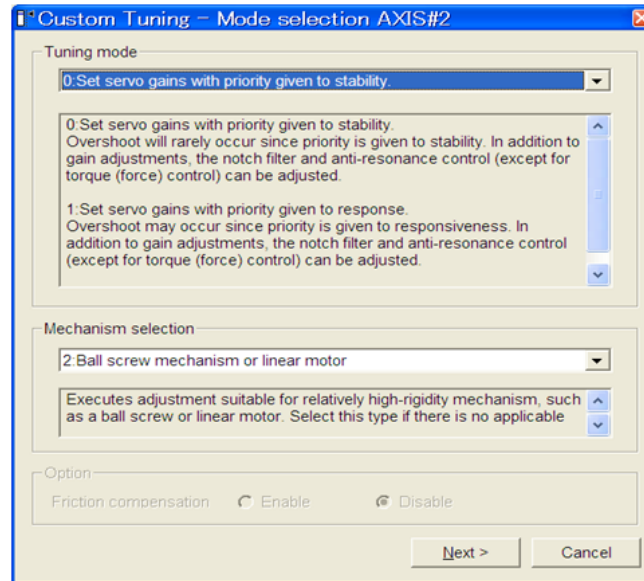 Custom Tuning - Mode selection AXIS#2
Tuning mode
0:Set servo gains with priority given to stability.
0:Set servo gains with priority given to stability.
Overshoot will rarely occur since priority is given to stability. In addition to
gain adjustments, the notch filter and anti-resonance control (except for
torque (force) control) can be adjusted.
1:Set servo gains with priority given to response.
Overshoot may occur since priority is given to responsiveness. In
addition to gain adjustments, the notch filter and anti-resonance control
(except for torque (force) control) can be adjusted.
Mechanism selection
2:Ball screw mechanism or linear motor
Executes adjustment suitable for relatively high-rigidity mechanism, such
as a ball screw or linear motor. Select this type if there is no applicable
Option
Friction compensation Enable Disable
Next > Cancel